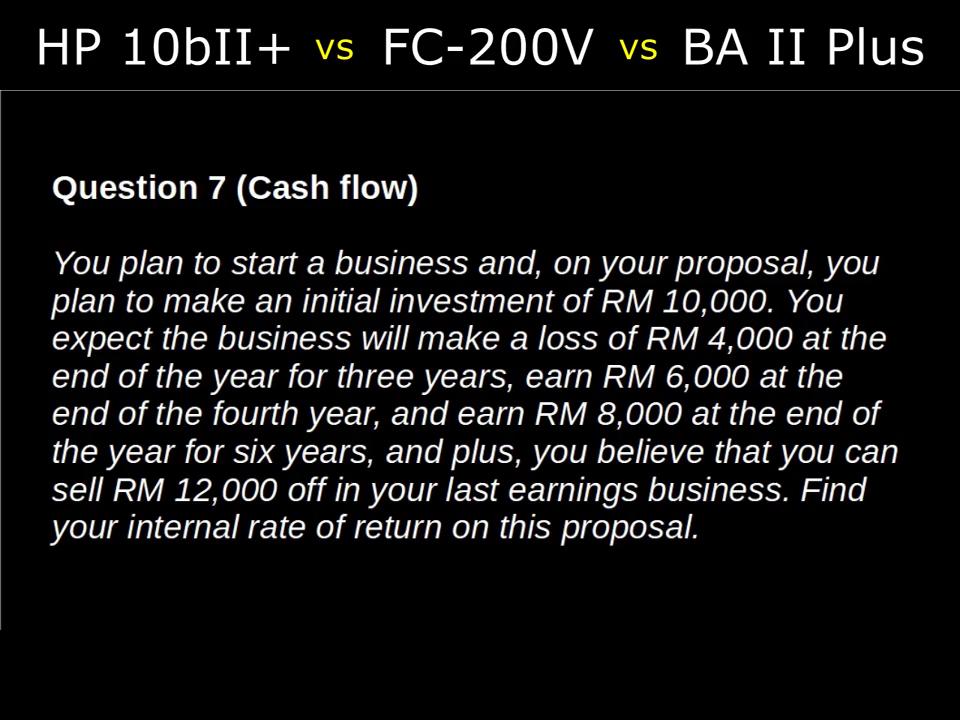 HP 10bII+ vs FC-200V vs BA II Plus
Question 7 (Cash flow)
You plan to start a business and, on your proposal, you
plan to make an initial investment of RM 10,000. You
expect the business will make a loss of RM 4,000 at the
end of the year for three years, earn RM 6,000 at the
end of the fourth year, and earn RM 8,000 at the end of
the year for six years, and plus, you believe that you can
sell RM 12,000 off in your last earnings business. Find
your internal rate of return on this proposal.